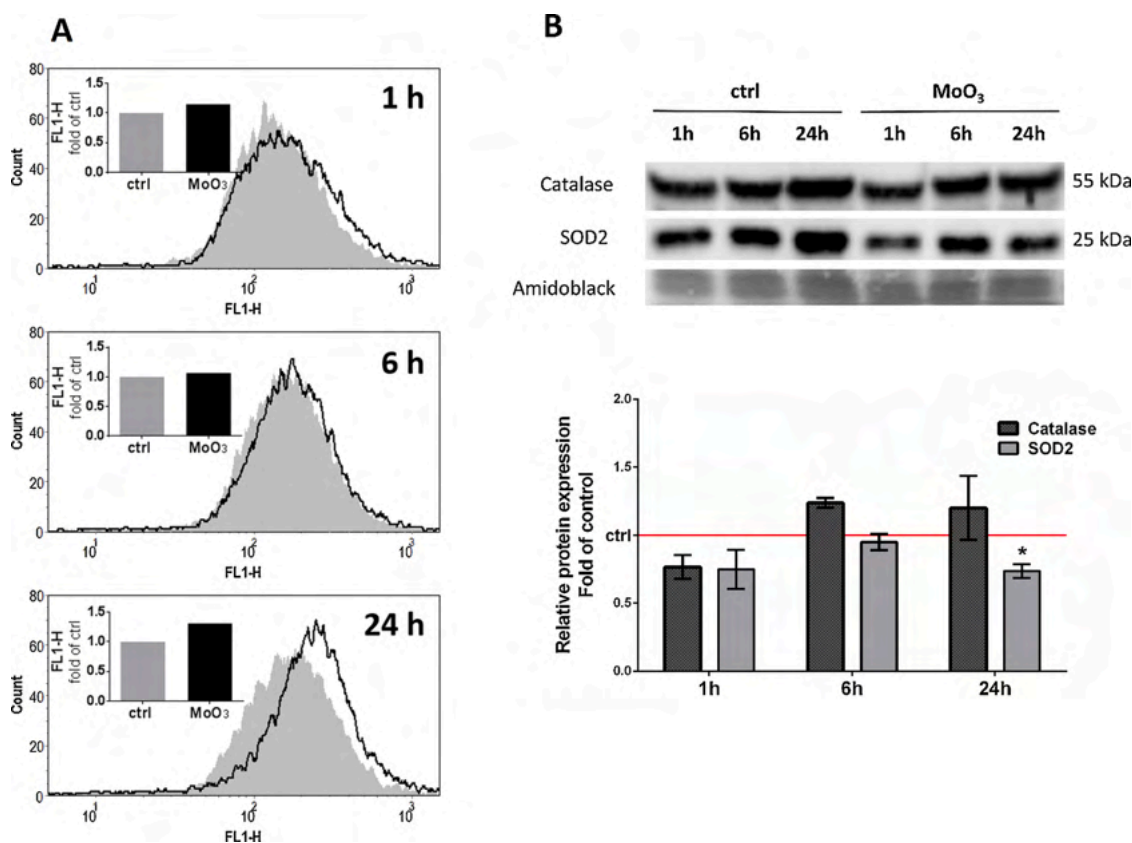 A
80
60
40
20
0
Count
1 h
FL1-H
fold of ctrl
1.5
1.0
0.5
0.0
ctrl MoO₃
10¹ 10² 10³
FL1-H
80
60
40
20
0
Count
6 h
FL1-H
fold of ctrl
1.5
1.0
0.5
0.0
ctrl MoO₃
10¹ 10² 10³
FL1-H
80
60
40
20
0
Count
24 h
FL1-H
fold of ctrl
1.5
1.0
0.5
0.0
ctrl MoO₃
10¹ 10² 10³
FL1-H
B
ctrl MoO₃
1h 6h 24h 1h 6h 24h
Catalase 55 kDa
SOD2 25 kDa
Amidoblack
Relative protein expression
Fold of control
2.0
1.5
ctrl
0.5
0.0
Catalase
SOD2
*
1h 6h 24h